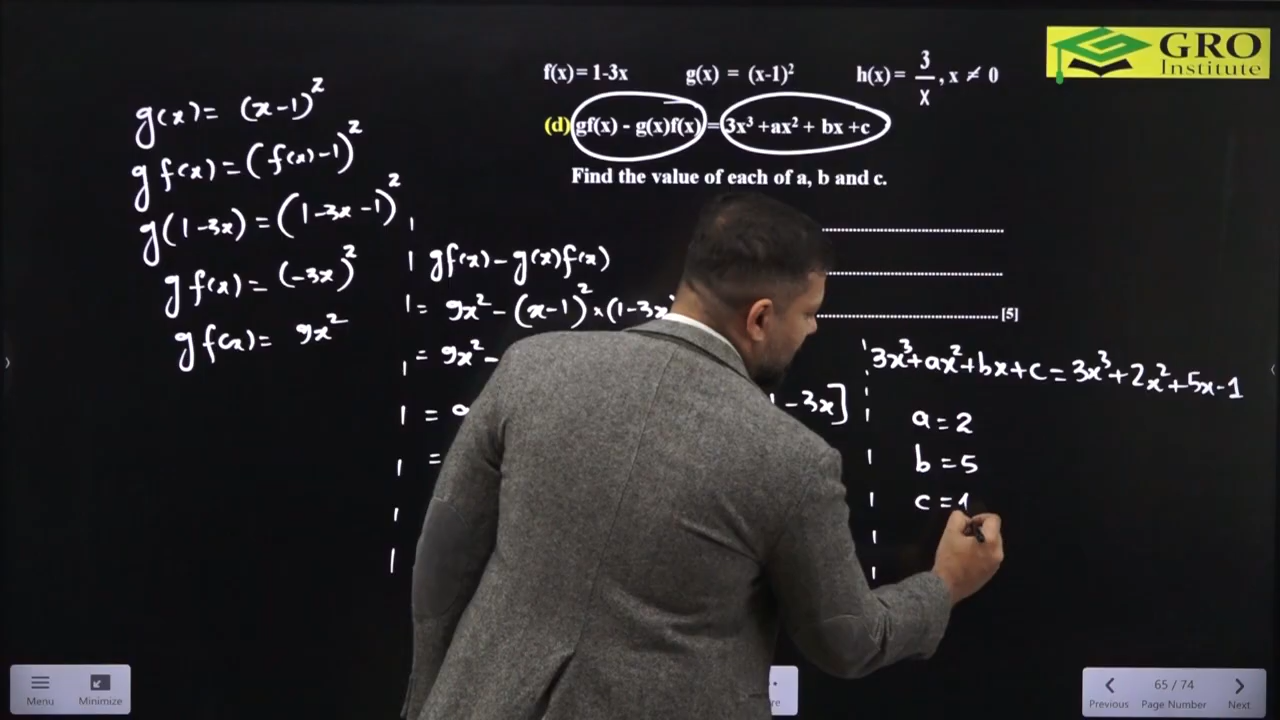 GRO
Institute
f(x)= 1-3x g(x) = (x-1)² h(x)= 3/x , x ≠ 0
(d) gf(x) - g(x)f(x) = 3x³ +ax² + bx +c
Find the value of each of a, b and c.
[5]
g(x) = (x-1)²
gf(x) = (f(x)-1)²
g(1-3x) = (1-3x-1)²
gf(x) = (-3x)²
gf(x) = 9x²
gf(x) - g(x)f(x)
= 9x² - (x-1)² × (1-3x
= 9x² -
=
- 3x]
=
3x³+ax²+bx+c = 3x³+2x²+5x-1
a = 2
b = 5
c =
Menu
Minimize
Previous
65 / 74
Page Number
Next